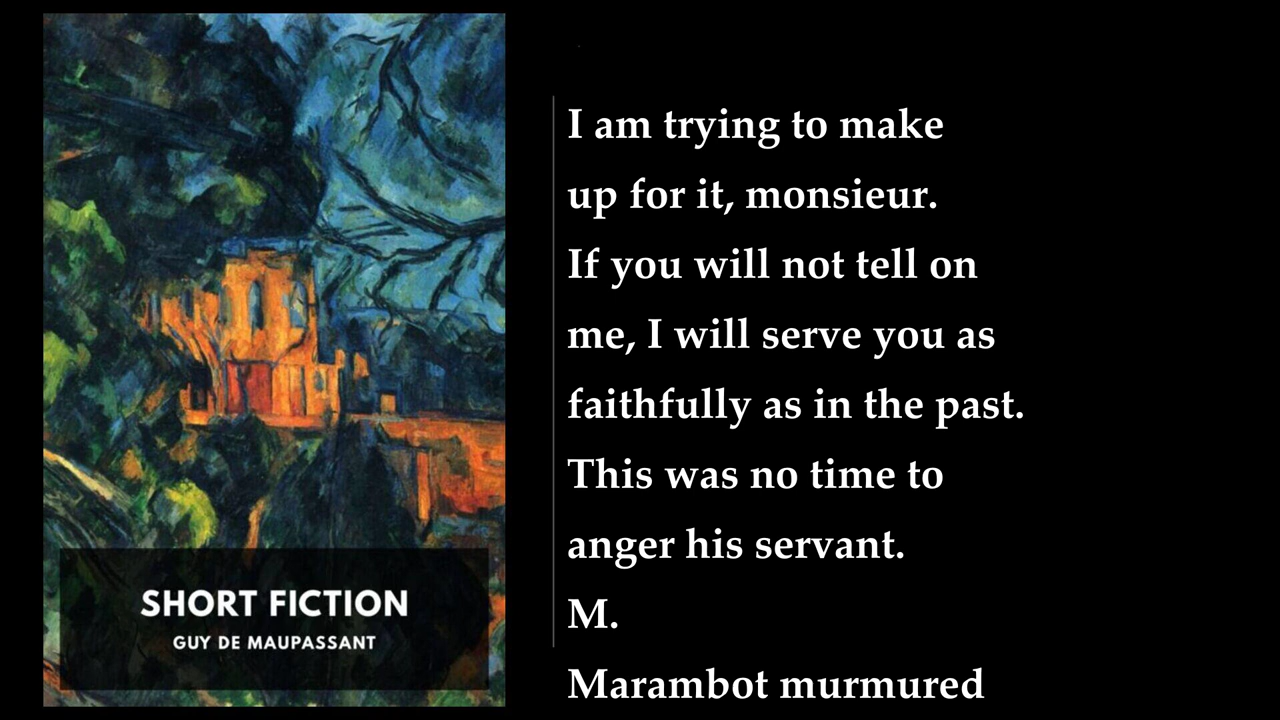 SHORT FICTION
GUY DE MAUPASSANT
I am trying to make
up for it, monsieur.
If you will not tell on
me, I will serve you as
faithfully as in the past.
This was no time to
anger his servant.
M.
Marambot murmured